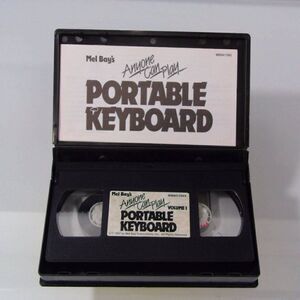 Mel Bay's
Anyone
Can Play
PORTABLE
KEYBOARD
Mel Bay's
Anyone
Can Play
VOLUME 1
PORTABLE
KEYBOARD